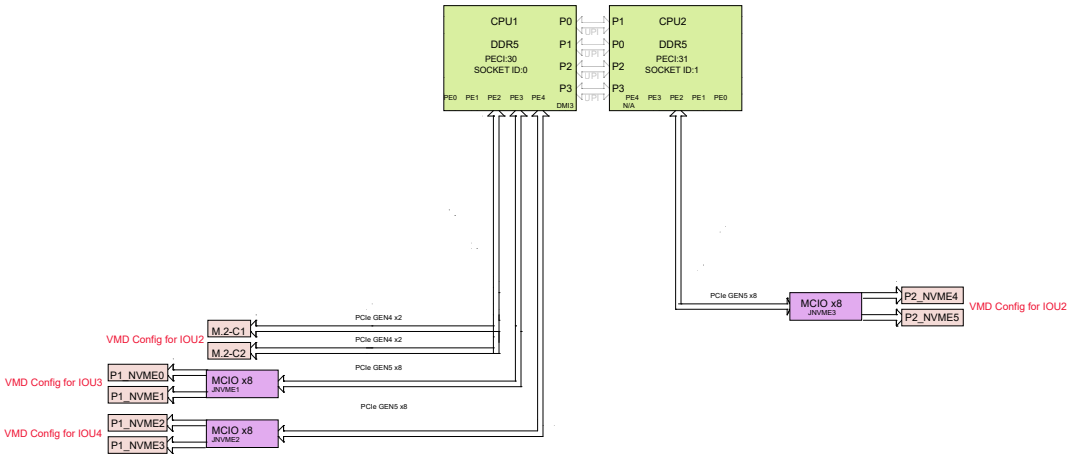 CPU1
P0
UPI
P1
CPU2
DDR5
P1
UPI
P0
DDR5
PECI:30
SOCKET ID:0
P2
UPI
P2
PECI:31
SOCKET ID:1
P3
UPI
P3
PE0 PE1 PE2 PE3 PE4
DMI3
PE4 PE3 PE2 PE1 PE0
N/A
PCIe GEN5 x8
MCIO x8
JNVME3
P2_NVME4
P2_NVME5
VMD Config for IOU2
PCIe GEN4 x2
M.2-C1
VMD Config for IOU2
PCIe GEN4 x2
M.2-C2
PCIe GEN5 x8
P1_NVME0
VMD Config for IOU3
MCIO x8
JNVME1
P1_NVME1
PCIe GEN5 x8
P1_NVME2
VMD Config for IOU4
MCIO x8
JNVME2
P1_NVME3